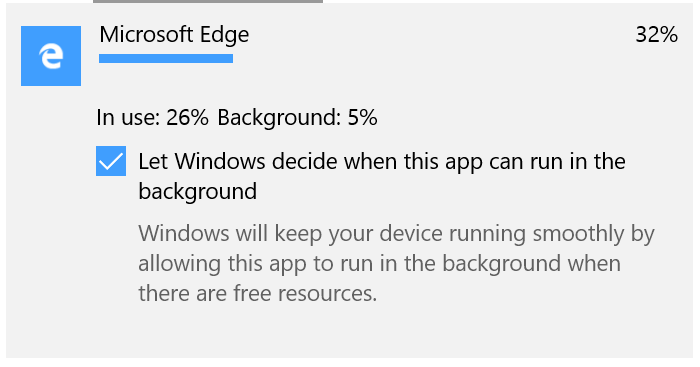 Microsoft Edge 32%
In use: 26% Background: 5%
Let Windows decide when this app can run in the
background
Windows will keep your device running smoothly by
allowing this app to run in the background when
there are free resources.